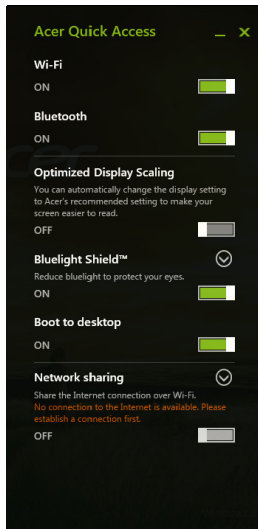 Acer Quick Access
Wi-Fi
ON
Bluetooth
ON
Optimized Display Scaling
You can automatically change the display setting
to Acer's recommended setting to make your
screen easier to read.
OFF
Bluelight Shield™
Reduce bluelight to protect your eyes.
ON
Boot to desktop
ON
Network sharing
Share the Internet connection over Wi-Fi.
No connection to the Internet is available. Please
establish a connection first.
OFF